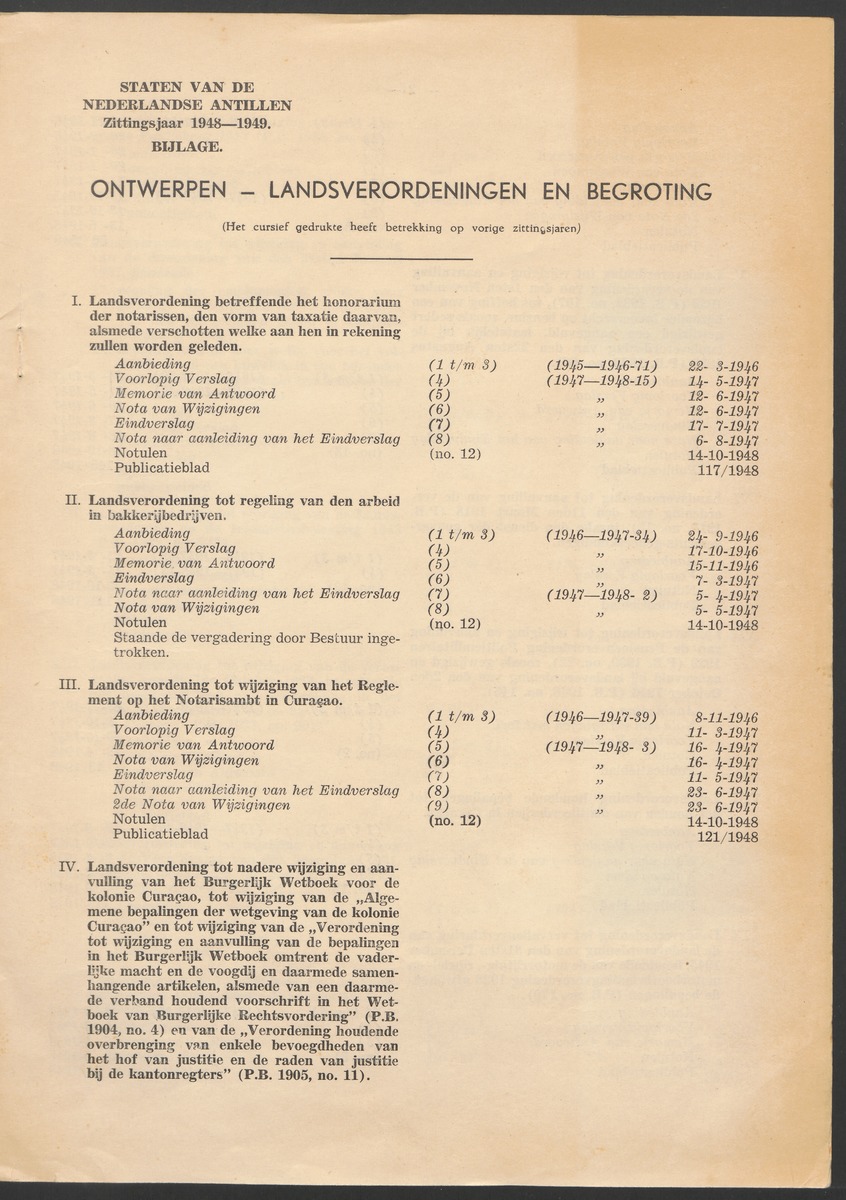 STATEN VAN DE
NEDERLANDSE ANTILLEN
Zittingsjaar 1948—1949.
BIJLAGE.
ONTWERPEN – LANDSVERORDENINGEN EN BEGROTING
(Het cursief gedrukte heeft betrekking op vorige zittingsjaren)
I. Landsverordening betreffende het honorarium
der notarissen, den vorm van taxatie daarvan,
alsmede verschotten welke aan hen in rekening
zullen worden geleden.
Aanbieding (1 t/m 3) (1945—1946-71) 22- 3-1946
Voorlopig Verslag (4) (1947—1948-15) 14- 5-1947
Memorie van Antwoord (5) „ 12- 6-1947
Nota van Wijzigingen (6) „ 12- 6-1947
Eindverslag (7) „ 17- 7-1947
Nota naar aanleiding van het Eindverslag (8) „ 6- 8-1947
Notulen (no. 12) 14-10-1948
Publicatieblad 117/1948
II. Landsverordening tot regeling van den arbeid
in bakkerijbedrijven.
Aanbieding (1 t/m 3) (1946—1947-34) 24- 9-1946
Voorlopig Verslag (4) „ 17-10-1946
Memorie van Antwoord (5) „ 15-11-1946
Eindverslag (6) „ 7- 3-1947
Nota naar aanleiding van het Eindverslag (7) (1947—1948- 2) 5- 4-1947
Nota van Wijzigingen (8) „ 5- 5-1947
Notulen (no. 12) 14-10-1948
Staande de vergadering door Bestuur inge-
trokken.
III. Landsverordening tot wijziging van het Regle-
ment op het Notarisambt in Curaçao.
Aanbieding (1 t/m 3) (1946—1947-39) 8-11-1946
Voorlopig Verslag (4) „ 11- 3-1947
Memorie van Antwoord (5) (1947—1948- 3) 16- 4-1947
Nota van Wijzigingen (6) „ 16- 4-1947
Eindverslag (7) „ 11- 5-1947
Nota naar aanleiding van het Eindverslag (8) „ 23- 6-1947
2de Nota van Wijzigingen (9) „ 23- 6-1947
Notulen (no. 12) 14-10-1948
Publicatieblad 121/1948
IV. Landsverordening tot nadere wijziging en aan-
vulling van het Burgerlijk Wetboek voor de
kolonie Curaçao, tot wijziging van de „Alge-
mene bepalingen der wetgeving van de kolonie
Curaçao” en tot wijziging van de „Verordening
tot wijziging en aanvulling van de bepalingen
in het Burgerlijk Wetboek omtrent de vader-
lijke macht en de voogdij en daarmede samen-
hangende artikelen, alsmede van een daarme-
de verband houdend voorschrift in het Wet-
boek van Burgerlijke Rechtsvordering” (P.B.
1904, no. 4) en van de „Verordening houdende
overbrenging van enkele bevoegdheden van
het hof van justitie en de raden van justitie
bij de kantonregters” (P.B. 1905, no. 11).